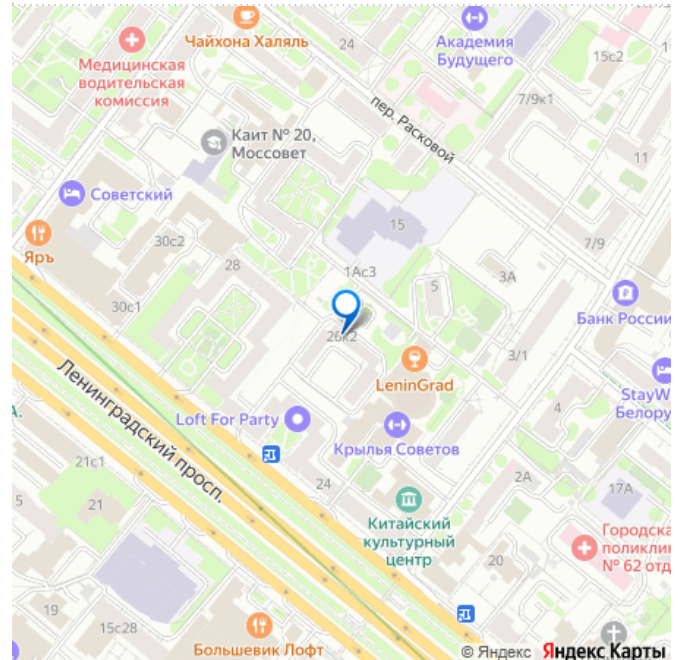 Чайхона Халяль
24
Академия
Будущего
15с2
Медицинская
водительская
комиссия
7/9к1
пер. Расковой
Каит № 20,
Моссовет
11
Советский
15
30с2
Яръ
7/9
28
1Ас3
3А
5
30с1
Банк России
26к2
3/1
LeninGrad
StayW
Белору
Ленинградский просп.
Loft For Party
4
А.
Крылья Советов
21с1
24
2А
17А
5
21
Китайский
культурный
центр
Городска
поликлин
№ 62 отд
20
19
15с28
Большевик Лофт
© Яндекс Яндекс Карты